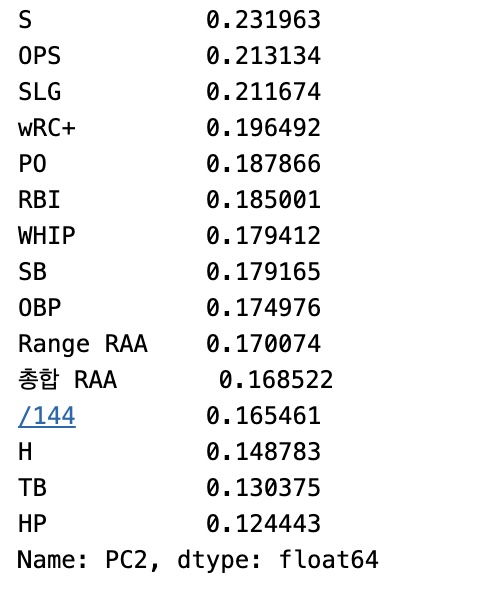 S 0.231963
OPS 0.213134
SLG 0.211674
wRC+ 0.196492
PO 0.187866
RBI 0.185001
WHIP 0.179412
SB 0.179165
OBP 0.174976
Range RAA 0.170074
총합 RAA 0.168522
/144 0.165461
H 0.148783
TB 0.130375
HP 0.124443
Name: PC2, dtype: float64